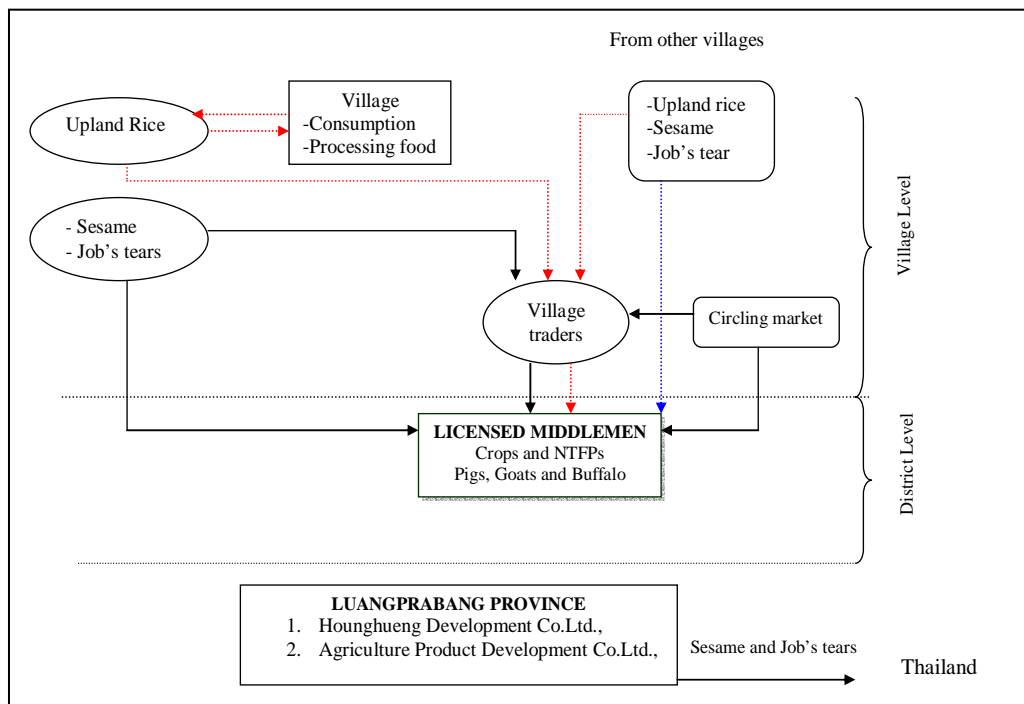 From other villages
Upland Rice
Village
-Consumption
-Processing food
-Upland rice
-Sesame
-Job's tear
- Sesame
- Job's tears
Village
traders
Circling market
Village Level
LICENSED MIDDLEMEN
Crops and NTFPs
Pigs, Goats and Buffalo
District Level
LUANGPRABANG PROVINCE
1. Hounghueng Development Co.Ltd.,
2. Agriculture Product Development Co.Ltd.,
Sesame and Job's tears
Thailand